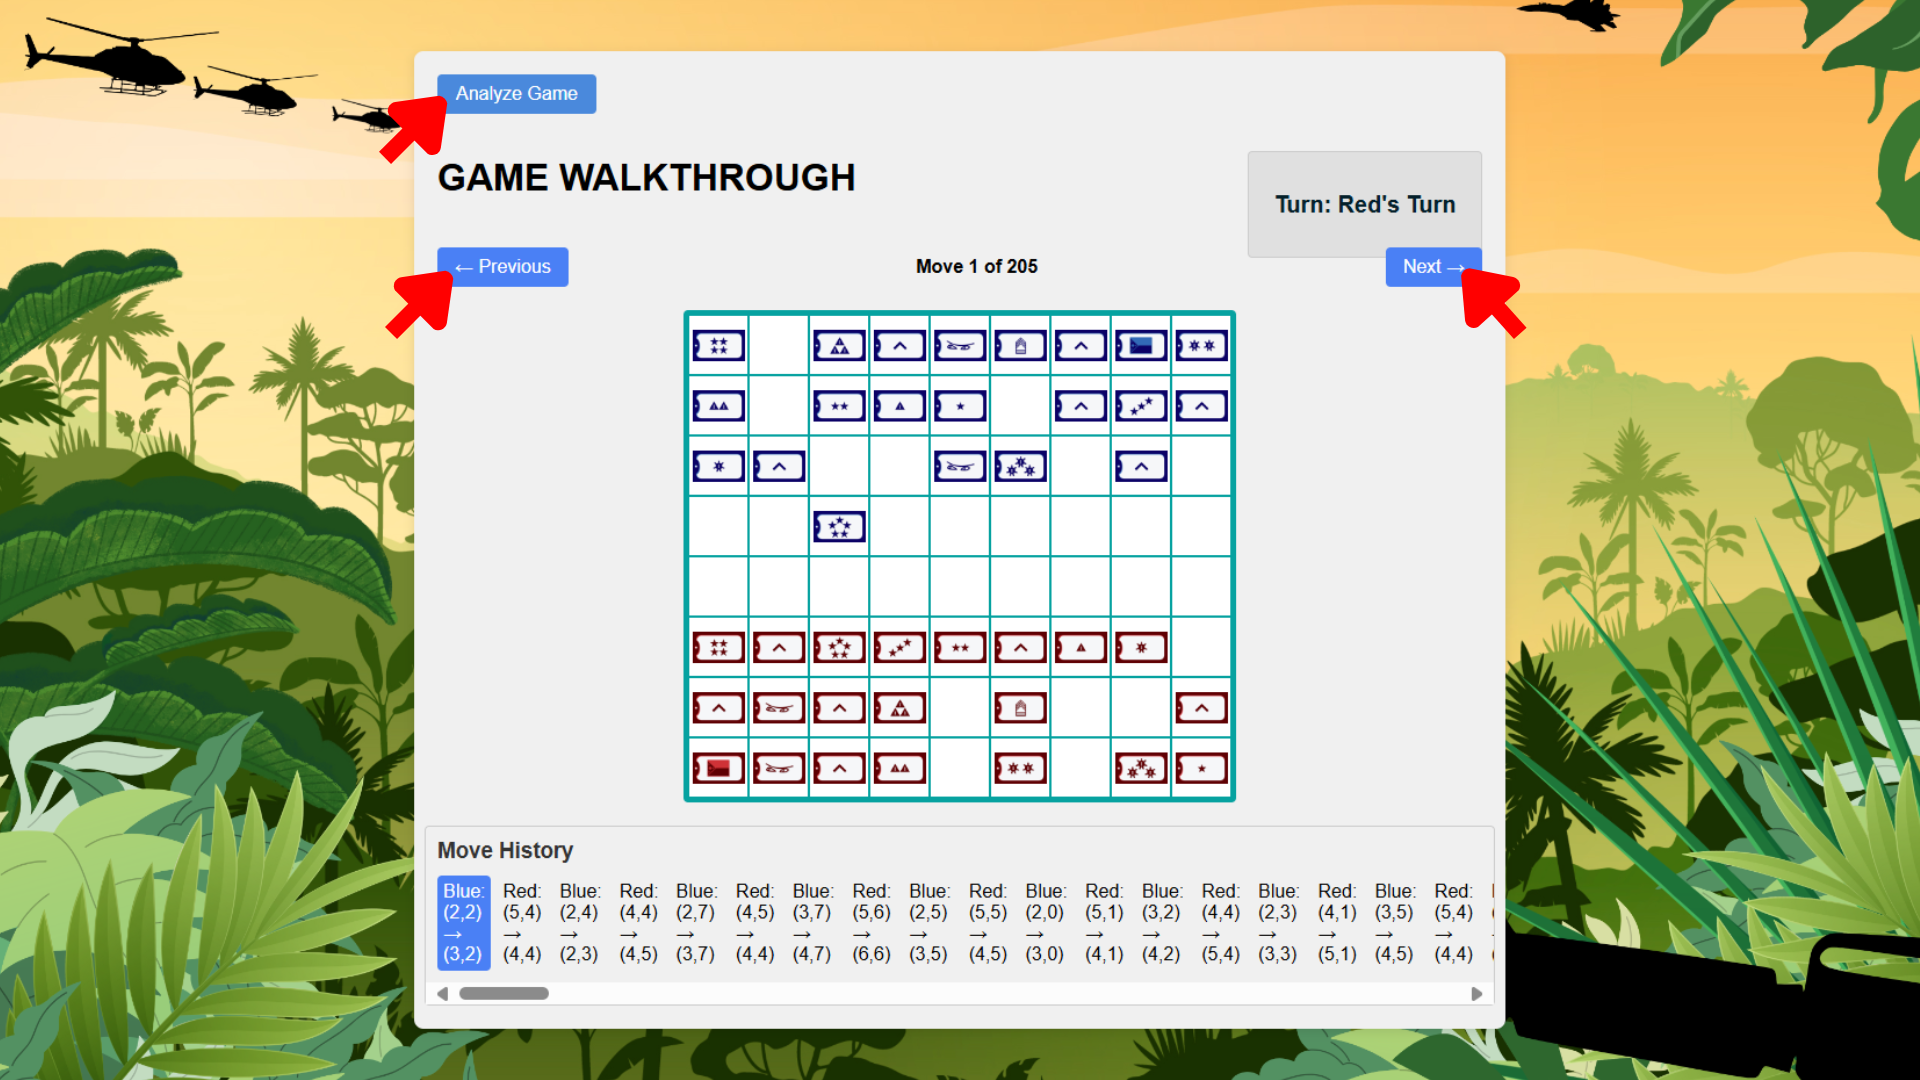 Analyze Game
GAME WALKTHROUGH
Turn: Red's Turn
← Previous
Move 1 of 205
Next →
Move History
Blue: Red: Blue: Red: Blue: Red: Blue: Red: Blue: Red: Blue: Red: Blue: Red: Blue: Red: Blue: Red:
(2,2) (5,4) (2,4) (4,4) (2,7) (4,5) (3,7) (5,6) (2,5) (5,5) (2,0) (5,1) (3,2) (4,4) (2,3) (4,1) (3,5) (5,4)
→ → → → → → → → → → → → → → → → → →
(3,2) (4,4) (2,3) (4,5) (3,7) (4,4) (4,7) (6,6) (3,5) (4,5) (3,0) (4,1) (4,2) (5,4) (3,3) (5,1) (4,5) (4,4)